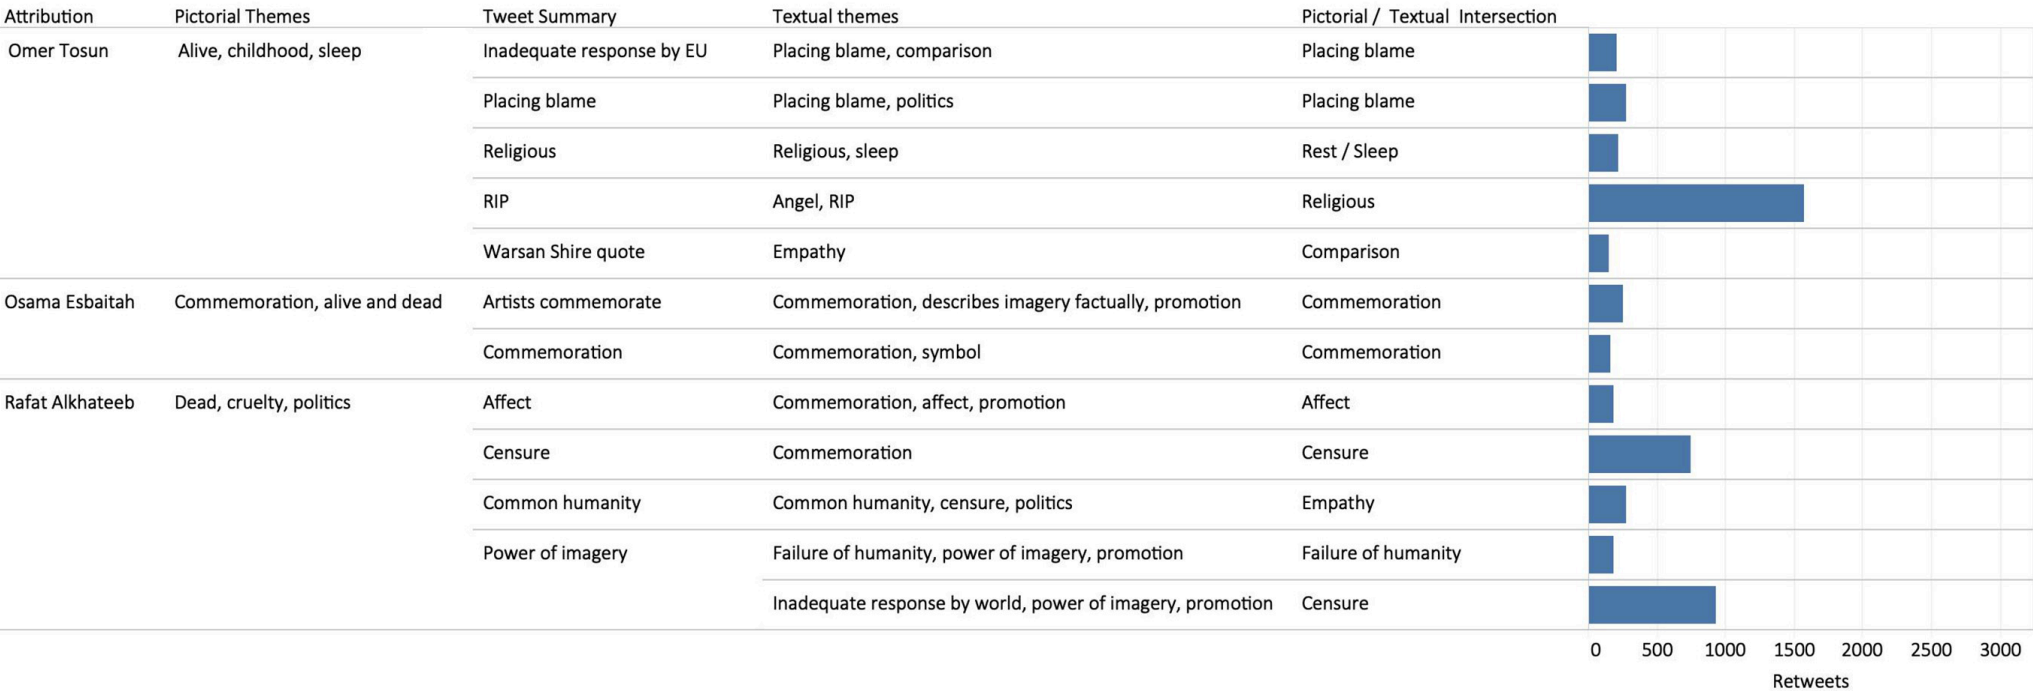 Attribution Pictorial Themes Tweet Summary Textual themes Pictorial / Textual Intersection
Omer Tosun Alive, childhood, sleep Inadequate response by EU Placing blame, comparison Placing blame
Placing blame Placing blame, politics Placing blame
Religious Religious, sleep Rest / Sleep
RIP Angel, RIP Religious
Warsan Shire quote Empathy Comparison
Osama Esbaitah Commemoration, alive and dead Artists commemorate Commemoration, describes imagery factually, promotion Commemoration
Commemoration Commemoration, symbol Commemoration
Rafat Alkhateeb Dead, cruelty, politics Affect Commemoration, affect, promotion Affect
Censure Commemoration Censure
Common humanity Common humanity, censure, politics Empathy
Power of imagery Failure of humanity, power of imagery, promotion Failure of humanity
Inadequate response by world, power of imagery, promotion Censure
0 500 1000 1500 2000 2500 3000
Retweets